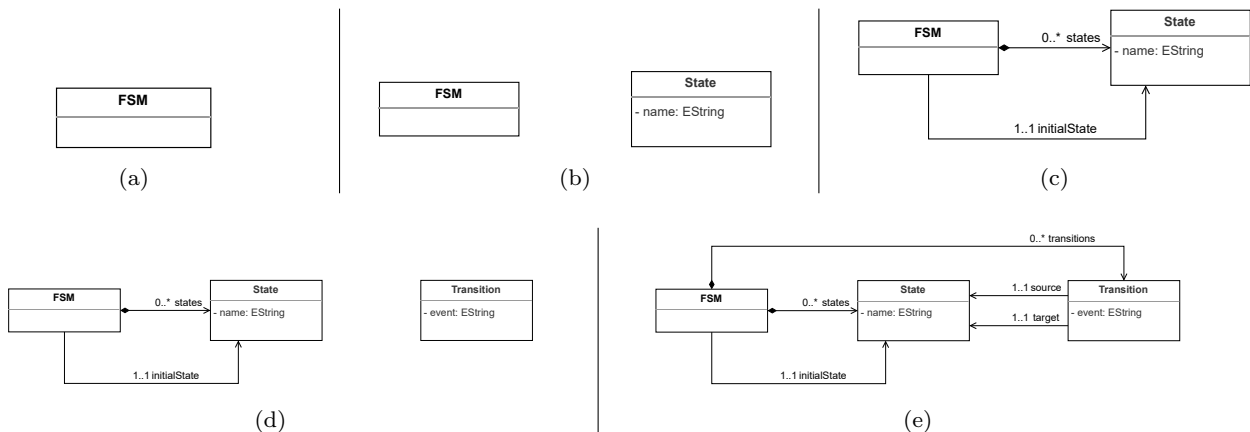 FSM
(a)
FSM
State
- name: EString
(b)
FSM
State
- name: EString
0..* states
1..1 initialState
(c)
FSM
State
- name: EString
0..* states
1..1 initialState
Transition
- event: EString
(d)
0..* transitions
FSM
0..* states
State
- name: EString
1..1 source
1..1 target
Transition
- event: EString
1..1 initialState
(e)